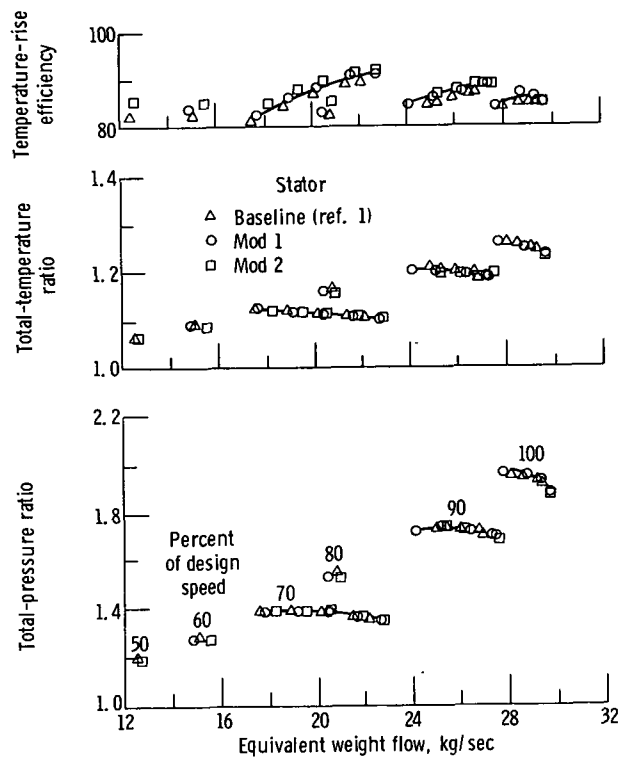 Temperature-rise
efficiency
100
80
Total-temperature
ratio
1.4
1.2
1.0
Stator
Baseline (ref. 1)
Mod 1
Mod 2
Total-pressure ratio
2.2
1.8
1.4
1.0
Percent
of design
speed
50
60
70
80
90
100
12
16
20
24
28
32
Equivalent weight flow, kg/sec